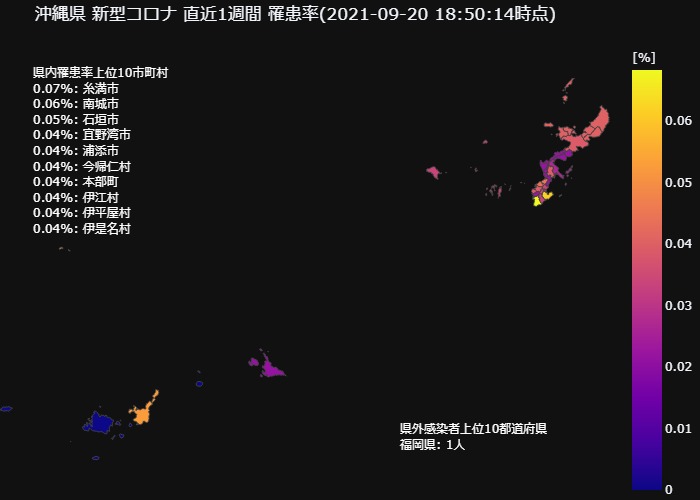 沖縄県 新型コロナ 直近1週間 罹患率(2021-09-20 18:50:14時点)
[%]
県内罹患率上位10市町村
0.07%: 糸満市
0.06%: 南城市
0.05%: 石垣市
0.04%: 宜野湾市
0.04%: 浦添市
0.04%: 今帰仁村
0.04%: 本部町
0.04%: 伊江村
0.04%: 伊平屋村
0.04%: 伊是名村
0.06
0.05
0.04
0.03
0.02
0.01
0
県外感染者上位10都道府県
福岡県: 1人